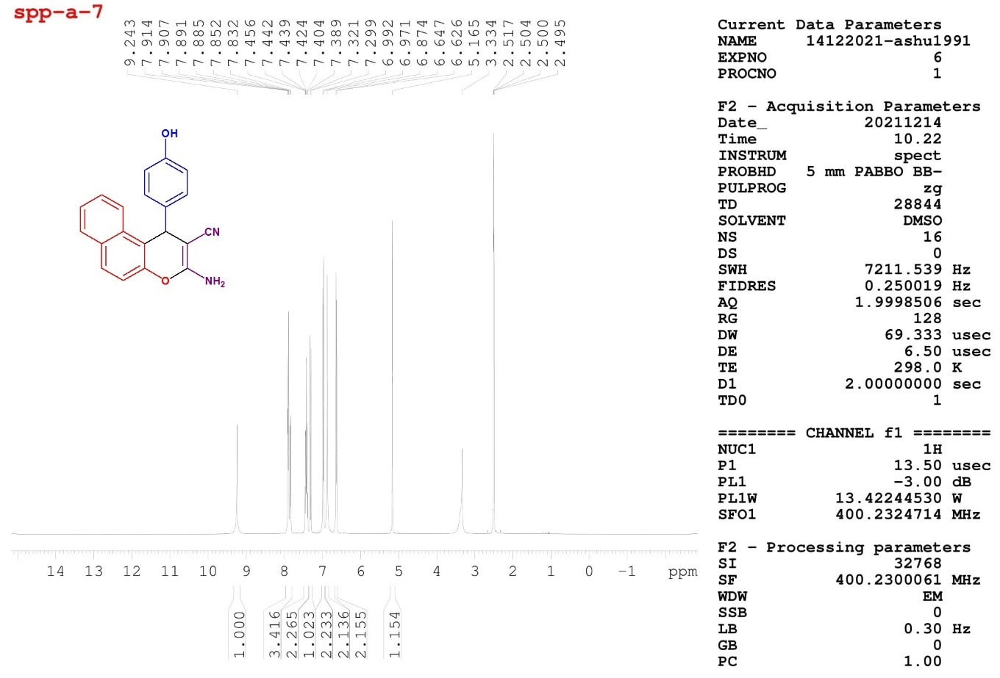 spp-a-7
9.243
7.914
7.907
7.891
7.885
7.852
7.832
7.456
7.442
7.439
7.424
7.404
7.389
7.321
7.299
6.992
6.971
6.874
6.647
6.626
5.165
3.334
2.517
2.504
2.500
2.495
OH
CN
O
NH2
14 13 12 11 10 9 8 7 6 5 4 3 2 1 0 -1 ppm
1.000
3.416
2.265
1.023
2.233
2.136
2.155
1.154
Current Data Parameters
NAME 14122021-ashu1991
EXPNO 6
PROCNO 1
F2 - Acquisition Parameters
Date_ 20211214
Time 10.22
INSTRUM spect
PROBHD 5 mm PABBO BB-
PULPROG zg
TD 28844
SOLVENT DMSO
NS 16
DS 0
SWH 7211.539 Hz
FIDRES 0.250019 Hz
AQ 1.9998506 sec
RG 128
DW 69.333 usec
DE 6.50 usec
TE 298.0 K
D1 2.00000000 sec
TD0 1
======== CHANNEL f1 ========
NUC1 1H
P1 13.50 usec
PL1 -3.00 dB
PL1W 13.42244530 W
SFO1 400.2324714 MHz
F2 - Processing parameters
SI 32768
SF 400.2300061 MHz
WDW EM
SSB 0
LB 0.30 Hz
GB 0
PC 1.00